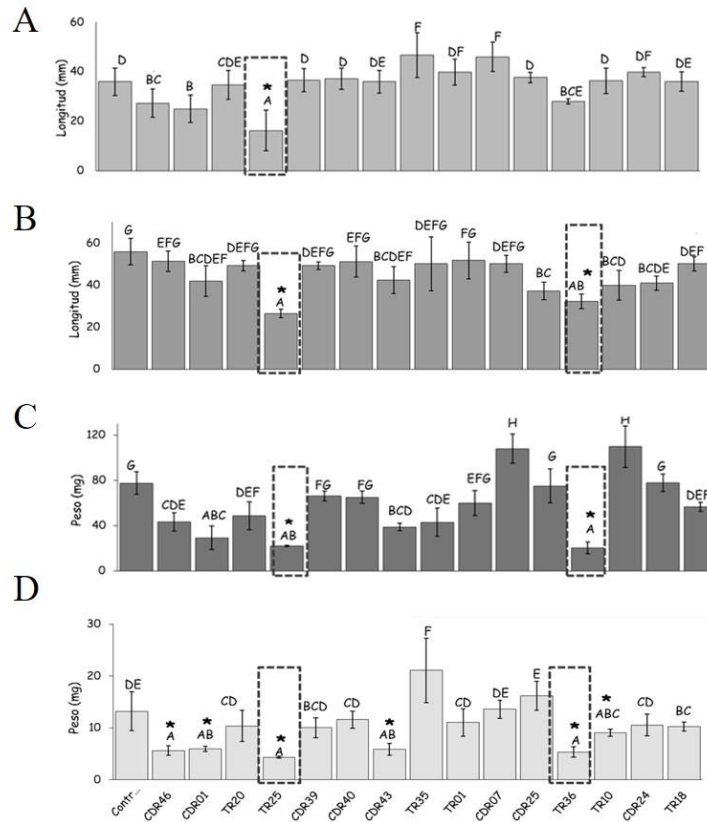 A
60
40
20
0
Longitud (mm)
D BC B CDE * A D D DE F DF F D BCE D DF DE
B
60
40
20
0
Longitud (mm)
G EFG BCDEF DEFG * A DEFG EFG BCDEF DEFG FG DEFG BC * AB BCD BCDE DEF
C
120
80
40
0
Peso (mg)
G CDE ABC DEF * AB FG FG BCD CDE EFG H G * A H G DEF
D
30
20
10
0
Peso (mg)
DE * A * AB CD * A BCD CD * AB F CD DE E * A * ABC CD BC
Contr... CDR46 CDR01 TR20 TR25 CDR39 CDR40 CDR43 TR35 TR01 CDR07 CDR25 TR36 TR10 CDR24 TR18